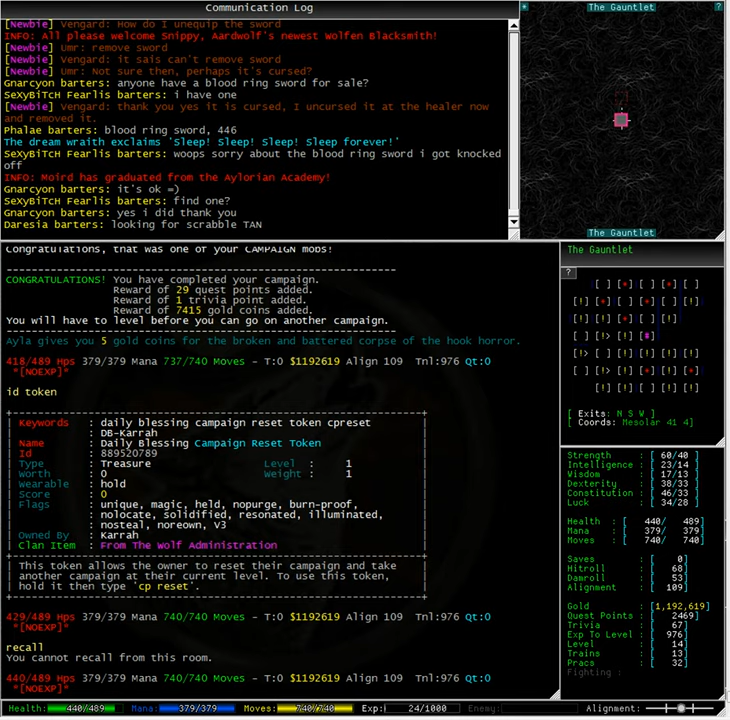 Communication Log
[Newbie] Vengard: How do I unequip the sword
INFO: All please welcome Snippy, Aardwolf's newest Wolfen Blacksmith!
[Newbie] Umr: remove sword
[Newbie] Vengard: it sais can't remove sword
[Newbie] Umr: Not sure then, perhaps it's cursed?
Gnarcyon barters: anyone have a blood ring sword for sale?
SeXyBiTcH Fearlis barters: i have one
[Newbie] Vengard: thank you yes it is cursed, I uncursed it at the healer now
and removed it.
Phalae barters: blood ring sword, 446
The dream wraith exclaims 'Sleep! Sleep! Sleep! Sleep forever!'
SeXyBiTcH Fearlis barters: woops sorry about the blood ring sword i got knocked
off
INFO: Moird has graduated from the Aylorian Academy!
Gnarcyon barters: it's ok =)
SeXyBiTcH Fearlis barters: find one?
Gnarcyon barters: yes i did thank you
Daresia barters: looking for scrabble TAN
The Gauntlet
?
The Gauntlet
Congratulations, that was one of your CAMPAIGN mobs!
--------------------------------------------------------------
CONGRATULATIONS! You have completed your campaign.
Reward of 29 quest points added.
Reward of 1 trivia point added.
Reward of 7415 gold coins added.
You will have to level before you can go on another campaign.
--------------------------------------------------------------
Ayla gives you 5 gold coins for the broken and battered corpse of the hook horror.
418/489 Hps 379/379 Mana 737/740 Moves - T:0 $1192619 Align 109 Tnl:976 Qt:0
*[NOEXP]*
id token
+-----------------------------------------------------------------+
| Keywords : daily blessing campaign reset token cpreset |
| : DB-Karrah |
| Name : Daily Blessing Campaign Reset Token |
| Id : 889520789 |
| Type : Treasure Level : 1 |
| Worth : 0 Weight : 1 |
| Wearable : hold |
| Score : 0 |
| Flags : unique, magic, held, nopurge, burn-proof, |
| : nolocate, solidified, resonated, illuminated, |
| : nosteal, noreown, V3 |
| Owned By : Karrah |
| Clan Item : From The Wolf Administration |
+-----------------------------------------------------------------+
| This token allows the owner to reset their campaign and take |
| another campaign at their current level. To use this token, |
| hold it then type 'cp reset'. |
+-----------------------------------------------------------------+
429/489 Hps 379/379 Mana 740/740 Moves - T:0 $1192619 Align 109 Tnl:976 Qt:0
*[NOEXP]*
recall
You cannot recall from this room.
440/489 Hps 379/379 Mana 740/740 Moves - T:0 $1192619 Align 109 Tnl:976 Qt:0
*[NOEXP]*
The Gauntlet
?
[ Exits: N S W ]
[ Coords: Mesolar 41 4]
Strength : [ 60/40 ]
Intelligence : [ 23/14 ]
Wisdom : [ 17/13 ]
Dexterity : [ 38/33 ]
Constitution : [ 46/33 ]
Luck : [ 34/28 ]
Health : [ 440/ 489]
Mana : [ 379/ 379]
Moves : [ 740/ 740]
Saves : [ 0]
Hitroll : [ 68]
Damroll : [ 53]
Alignment : [ 109]
Gold : [1,192,619]
Quest Points : [ 2469]
Trivia : [ 67]
Exp To Level : [ 976]
Level : [ 14]
Trains : [ 13]
Pracs : [ 32]
Fighting :
Health: 440/489 Mana: 379/379 Moves: 740/740 Exp: 24/1000 Enemy: Alignment: